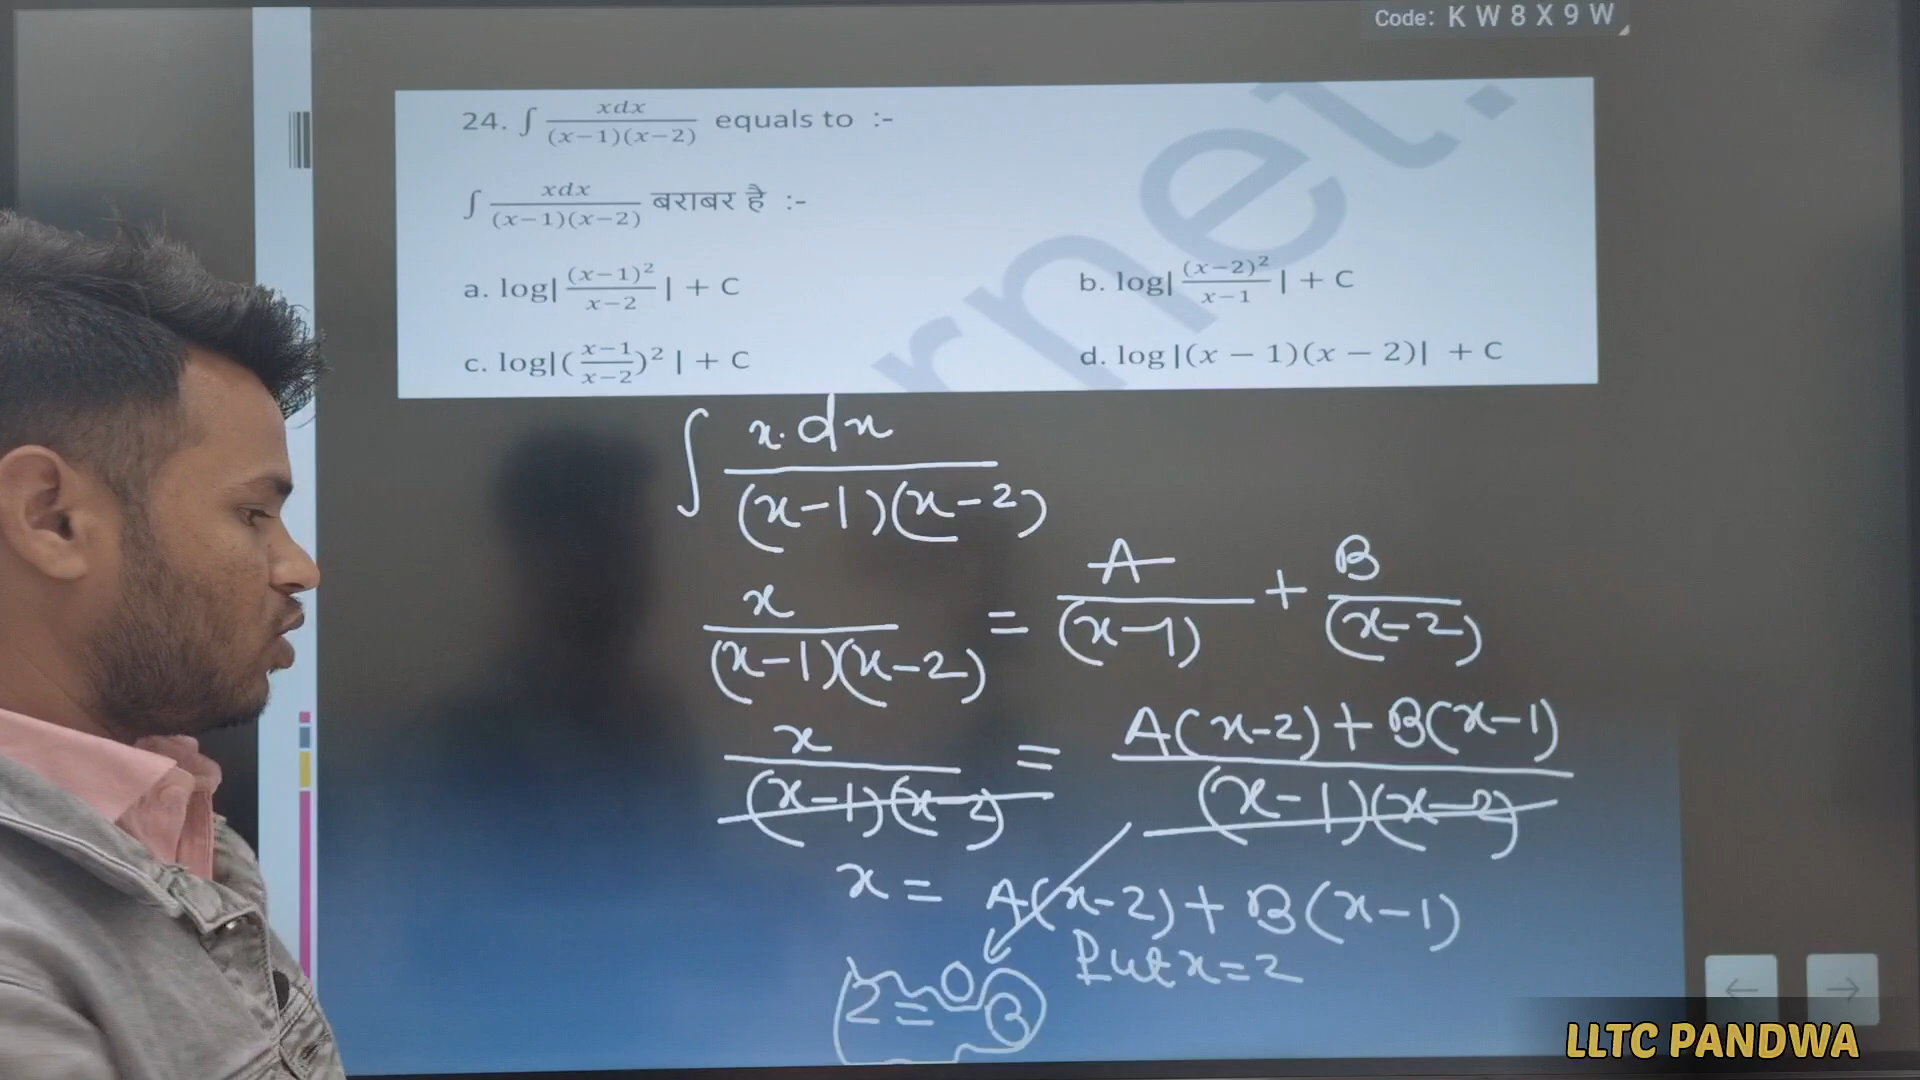 Code: K W 8 X 9 W
24. ∫ xdx/((x−1)(x−2)) equals to :-
∫ xdx/((x−1)(x−2)) बराबर है :-
a. log|(x−1)²/(x−2)| + C
b. log|(x−2)²/(x−1)| + C
c. log|((x−1)/(x−2))²| + C
d. log|(x − 1)(x − 2)| + C
rnet.
∫ x.dx/((x-1)(x-2))
x/((x-1)(x-2)) = A/(x-1) + B/(x-2)
x/((x-1)(x-2)) = (A(x-2)+B(x-1))/((x-1)(x-2))
x = A(x-2)+B(x-1)
Put x=2
0
2 = B
LLTC PANDWA